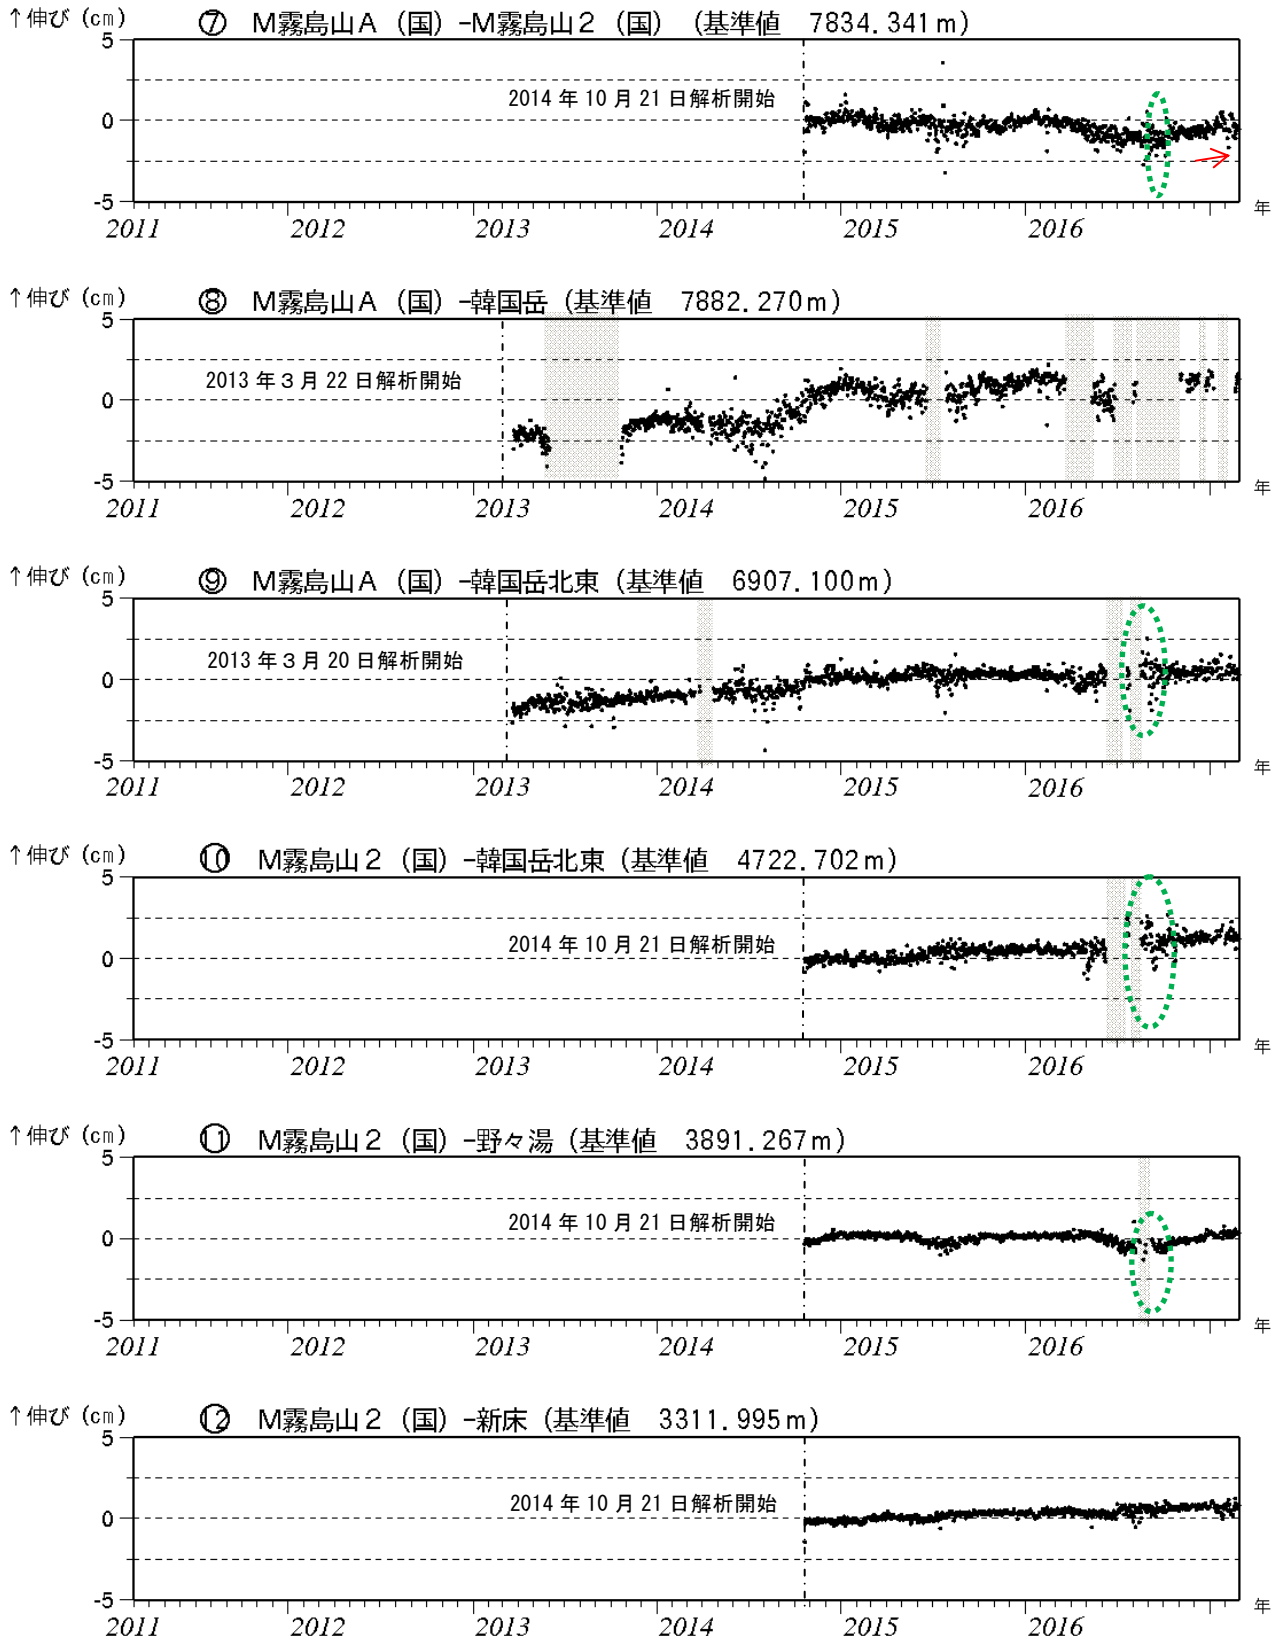 ↑伸び (cm) ⑦ M霧島山A (国) -M霧島山2 (国) (基準値 7834.341m)
5
2014年10月21日解析開始
0
-5
2011 2012 2013 2014 2015 2016 年
↑伸び (cm) ⑧ M霧島山A (国) -韓国岳 (基準値 7882.270m)
5
2013年3月22日解析開始
0
-5
2011 2012 2013 2014 2015 2016 年
↑伸び (cm) ⑨ M霧島山A (国) -韓国岳北東 (基準値 6907.100m)
5
2013年3月20日解析開始
0
-5
2011 2012 2013 2014 2015 2016 年
↑伸び (cm) ⑩ M霧島山2 (国) -韓国岳北東 (基準値 4722.702m)
5
2014年10月21日解析開始
0
-5
2011 2012 2013 2014 2015 2016 年
↑伸び (cm) ⑪ M霧島山2 (国) -野々湯 (基準値 3891.267m)
5
2014年10月21日解析開始
0
-5
2011 2012 2013 2014 2015 2016 年
↑伸び (cm) ⑫ M霧島山2 (国) -新床 (基準値 3311.995m)
5
2014年10月21日解析開始
0
-5
2011 2012 2013 2014 2015 2016 年